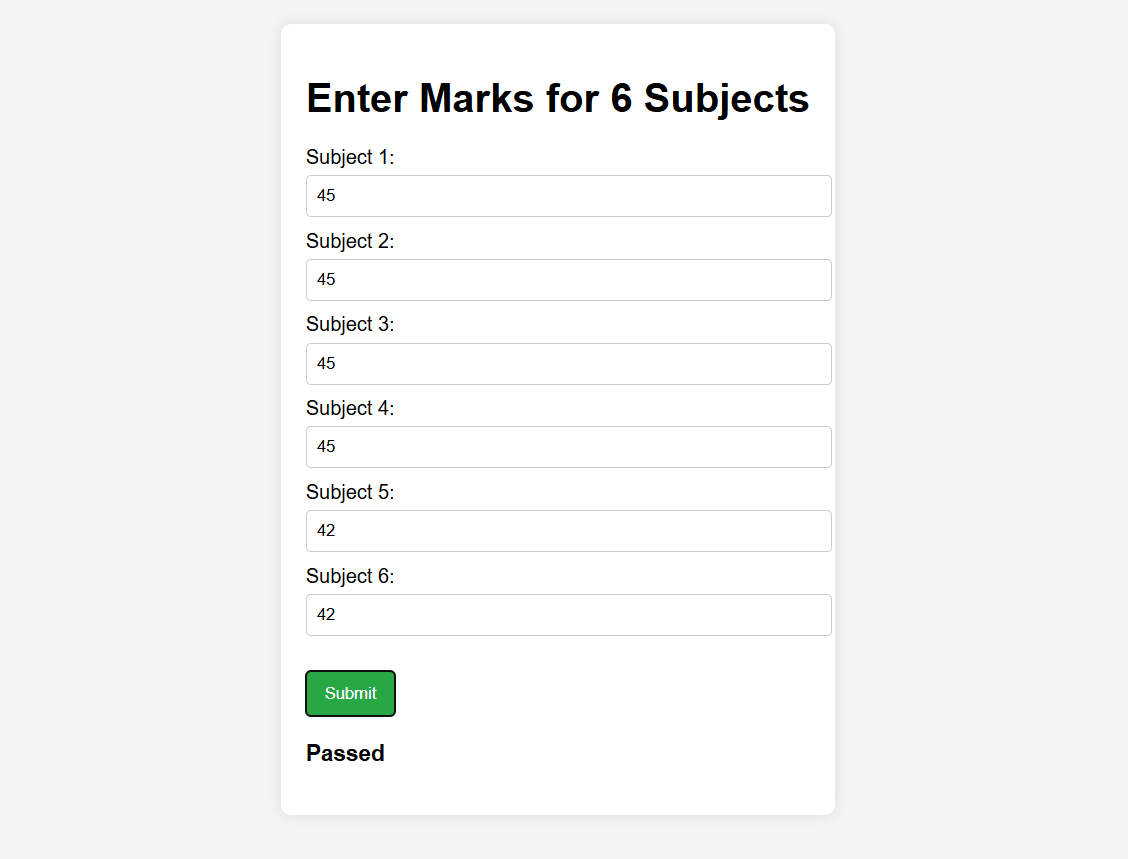 Enter Marks for 6 Subjects
Subject 1:
45
Subject 2:
45
Subject 3:
45
Subject 4:
45
Subject 5:
42
Subject 6:
42
Submit
Passed